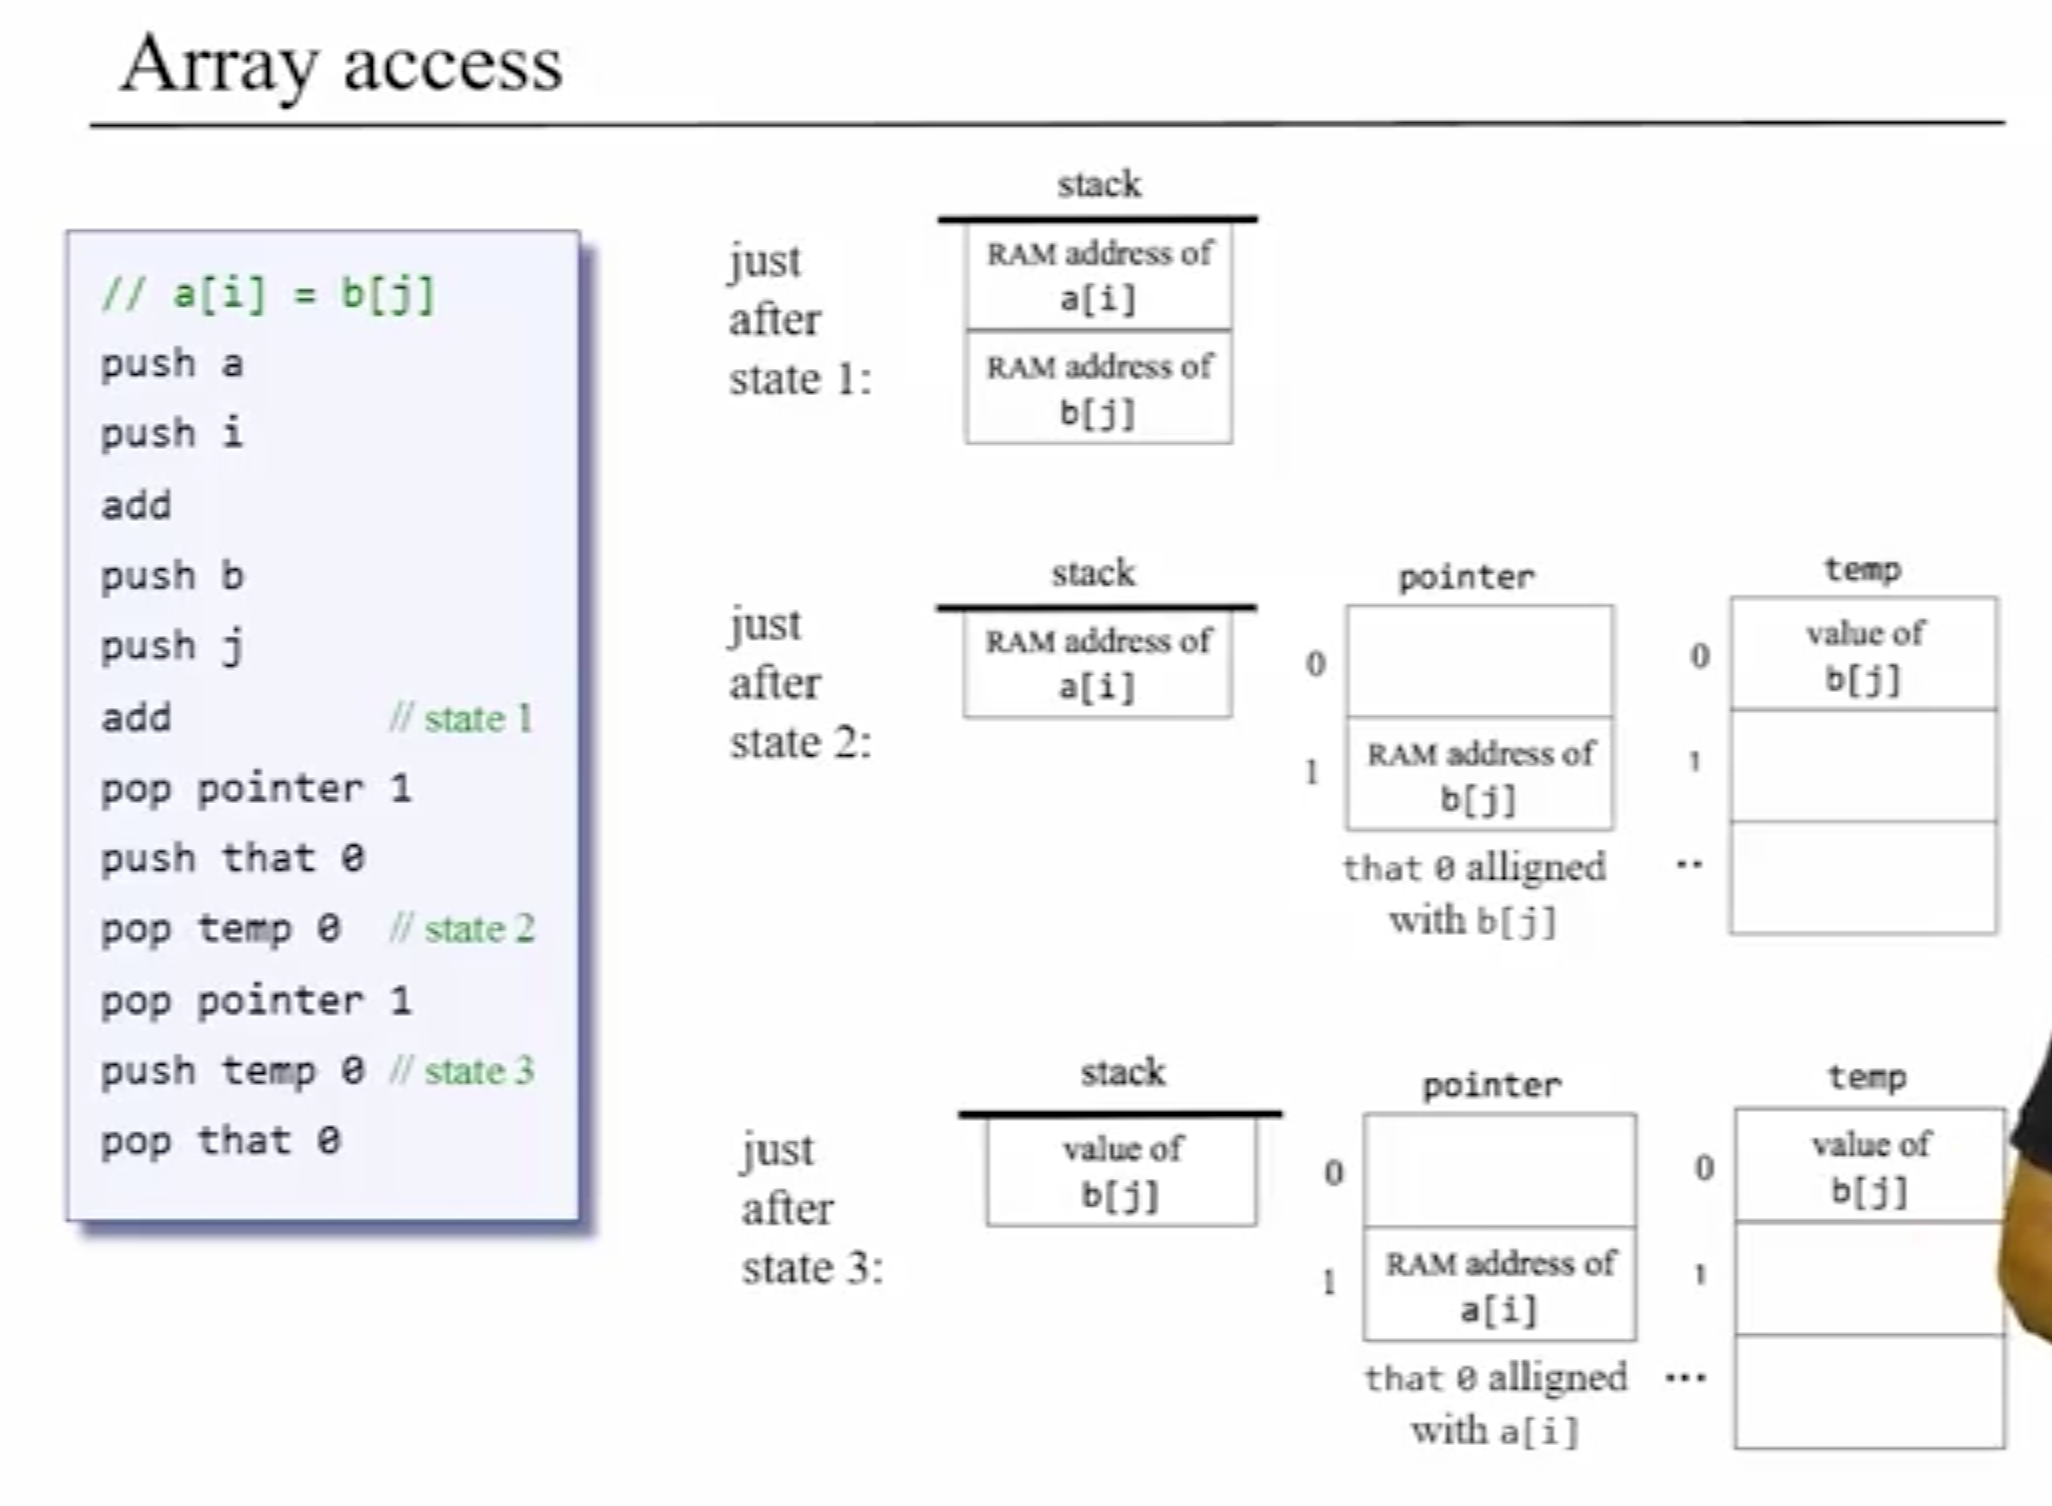 Array access
// a[i] = b[j]
push a
push i
add
push b
push j
add // state 1
pop pointer 1
push that 0
pop temp 0 // state 2
pop pointer 1
push temp 0 // state 3
pop that 0
just
after
state 1:
stack
RAM address of
a[i]
RAM address of
b[j]
just
after
state 2:
stack
RAM address of
a[i]
pointer
0
1
RAM address of
b[j]
that 0 alligned
with b[j]
temp
0
value of
b[j]
1
..
just
after
state 3:
stack
value of
b[j]
pointer
0
1
RAM address of
a[i]
that 0 alligned
with a[i]
temp
0
value of
b[j]
1
...